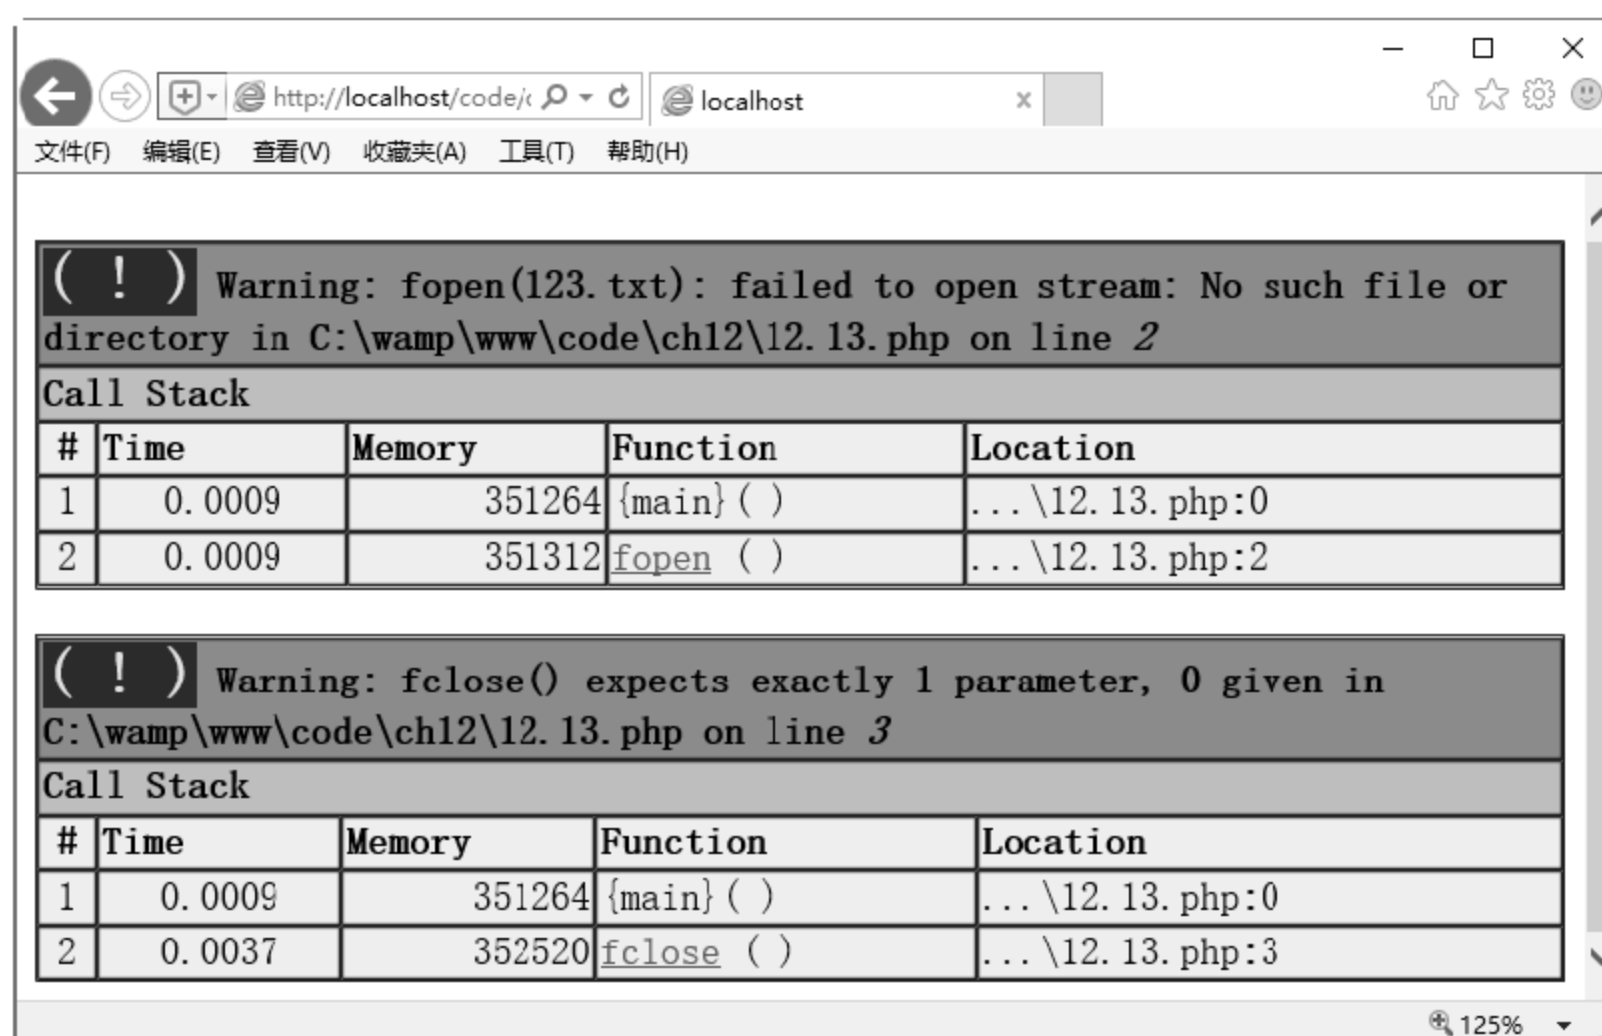 http://localhost/code/c
localhost
文件(F) 编辑(E) 查看(V) 收藏夹(A) 工具(T) 帮助(H)
( ! ) Warning: fopen(123.txt): failed to open stream: No such file or
directory in C:\wamp\www\code\ch12\12.13.php on line 2
Call Stack
# Time Memory Function Location
1 0.0009 351264 {main}( ) ...\12.13.php:0
2 0.0009 351312 fopen ( ) ...\12.13.php:2
( ! ) Warning: fclose() expects exactly 1 parameter, 0 given in
C:\wamp\www\code\ch12\12.13.php on line 3
Call Stack
# Time Memory Function Location
1 0.0009 351264 {main}( ) ...\12.13.php:0
2 0.0037 352520 fclose ( ) ...\12.13.php:3
125%